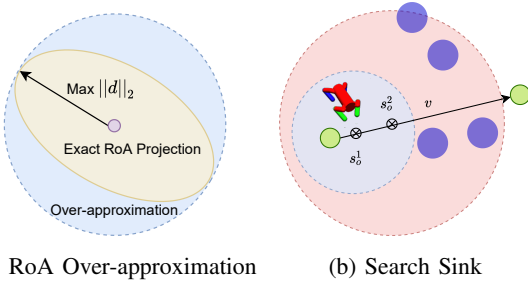 Max ||d||₂
Exact RoA Projection
Over-approximation
v
s_o^2
s_o^1
RoA Over-approximation
(b) Search Sink